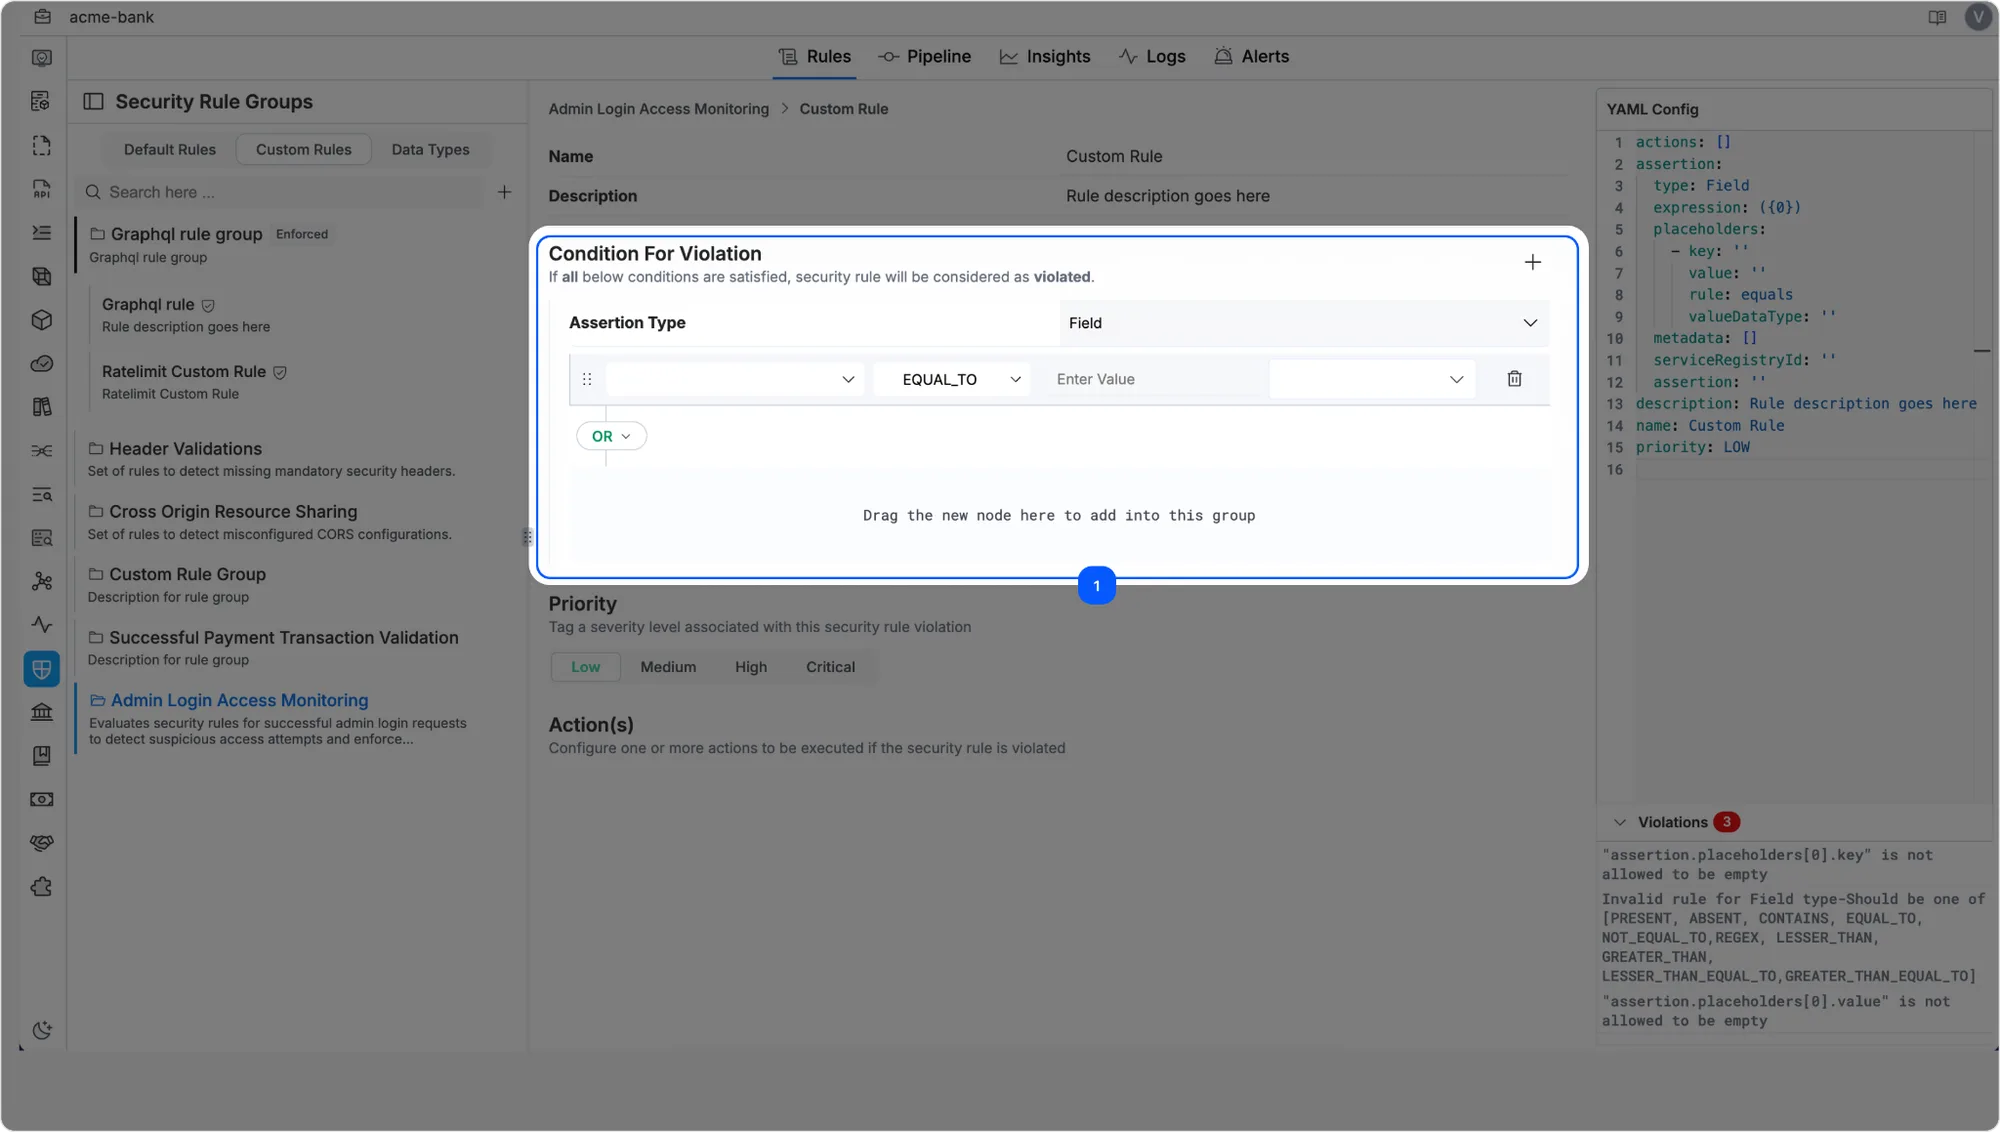 acme-bank
V
Rules
Pipeline
Insights
Logs
Alerts
Security Rule Groups
Default Rules
Custom Rules
Data Types
Search here ...
Graphql rule group
Enforced
Graphql rule group
Graphql rule
Rule description goes here
Ratelimit Custom Rule
Ratelimit Custom Rule
Header Validations
Set of rules to detect missing mandatory security headers.
Cross Origin Resource Sharing
Set of rules to detect misconfigured CORS configurations.
Custom Rule Group
Description for rule group
Successful Payment Transaction Validation
Description for rule group
Admin Login Access Monitoring
Evaluates security rules for successful admin login requests
to detect suspicious access attempts and enforce...
API
Admin Login Access Monitoring > Custom Rule
Name
Custom Rule
Description
Rule description goes here
Condition For Violation
If all below conditions are satisfied, security rule will be considered as violated.
Assertion Type
Field
EQUAL_TO
Enter Value
OR
Drag the new node here to add into this group
1
Priority
Tag a severity level associated with this security rule violation
Low
Medium
High
Critical
Action(s)
Configure one or more actions to be executed if the security rule is violated
YAML Config
1 actions: []
2 assertion:
3 type: Field
4 expression: ({0})
5 placeholders:
6 - key: ''
7 value: ''
8 rule: equals
9 valueDataType: ''
10 metadata: []
11 serviceRegistryId: ''
12 assertion: ''
13 description: Rule description goes here
14 name: Custom Rule
15 priority: LOW
16
Violations 3
"assertion.placeholders[0].key" is not
allowed to be empty
Invalid rule for Field type-Should be one of
[PRESENT, ABSENT, CONTAINS, EQUAL_TO,
NOT_EQUAL_TO,REGEX, LESSER_THAN,
GREATER_THAN,
LESSER_THAN_EQUAL_TO,GREATER_THAN_EQUAL_TO]
"assertion.placeholders[0].value" is not
allowed to be empty